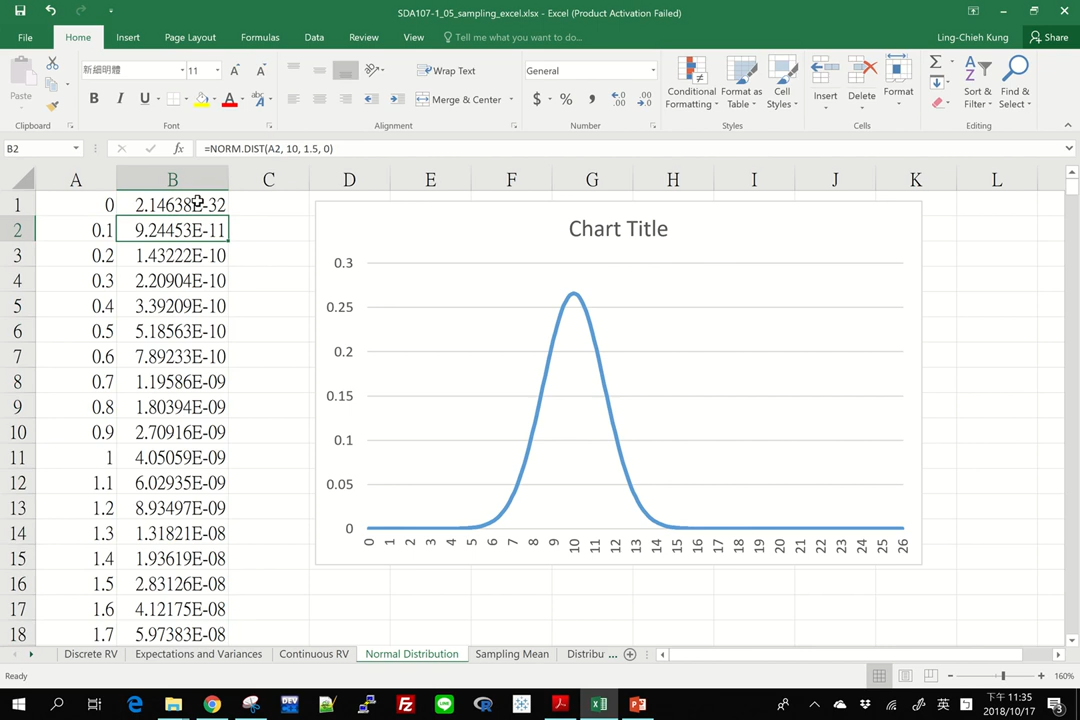 SDA107-1_05_sampling_excel.xlsx - Excel (Product Activation Failed)
File Home Insert Page Layout Formulas Data Review View Tell me what you want to do... Ling-Chieh Kung Share
Paste 新細明體 11 A A Wrap Text General Conditional Formatting Format as Table Cell Styles Insert Delete Format Sort & Filter Find & Select
B I U A Merge & Center $ % , .00 .0
Clipboard Font Alignment Number Styles Cells Editing
B2 fx =NORM.DIST(A2, 10, 1.5, 0)
A B C D E F G H I J K L
1 0 2.14638E-32
2 0.1 9.24453E-11
3 0.2 1.43222E-10
4 0.3 2.20904E-10
5 0.4 3.39209E-10
6 0.5 5.18563E-10
7 0.6 7.89233E-10
8 0.7 1.19586E-09
9 0.8 1.80394E-09
10 0.9 2.70916E-09
11 1 4.05059E-09
12 1.1 6.02935E-09
13 1.2 8.93497E-09
14 1.3 1.31821E-08
15 1.4 1.93619E-08
16 1.5 2.83126E-08
17 1.6 4.12175E-08
18 1.7 5.97383E-08
Chart Title
0.3
0.25
0.2
0.15
0.1
0.05
0
0 1 2 3 4 5 6 7 8 9 10 11 12 13 14 15 16 17 18 19 20 21 22 23 24 25 26
Discrete RV Expectations and Variances Continuous RV Normal Distribution Sampling Mean Distribu ...
Ready 160%
DEV 英 下午 11:35
2018/10/17 3